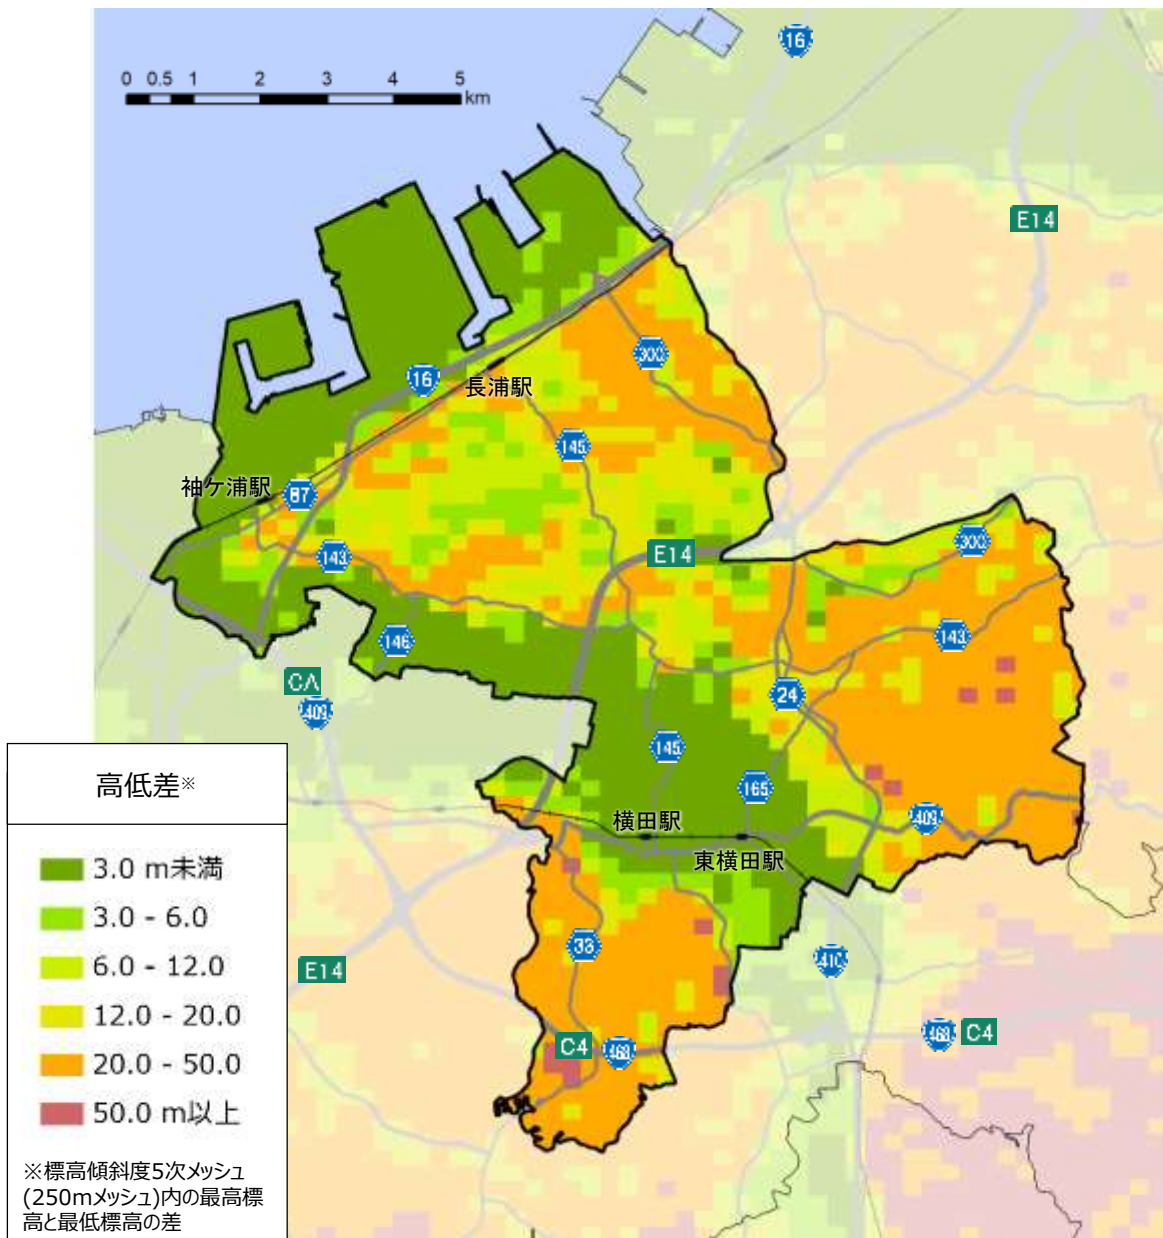 16
0 0.5 1 2 3 4 5
km
E14
300
16
長浦駅
145
袖ケ浦駅
87
143
E14
300
146
143
CA
24
409
145
165
横田駅
409
東横田駅
33
410
E14
C4
468
468
C4
高低差※
3.0 m未満
3.0 - 6.0
6.0 - 12.0
12.0 - 20.0
20.0 - 50.0
50.0 m以上
※標高傾斜度5次メッシュ
(250mメッシュ)内の最高標
高と最低標高の差